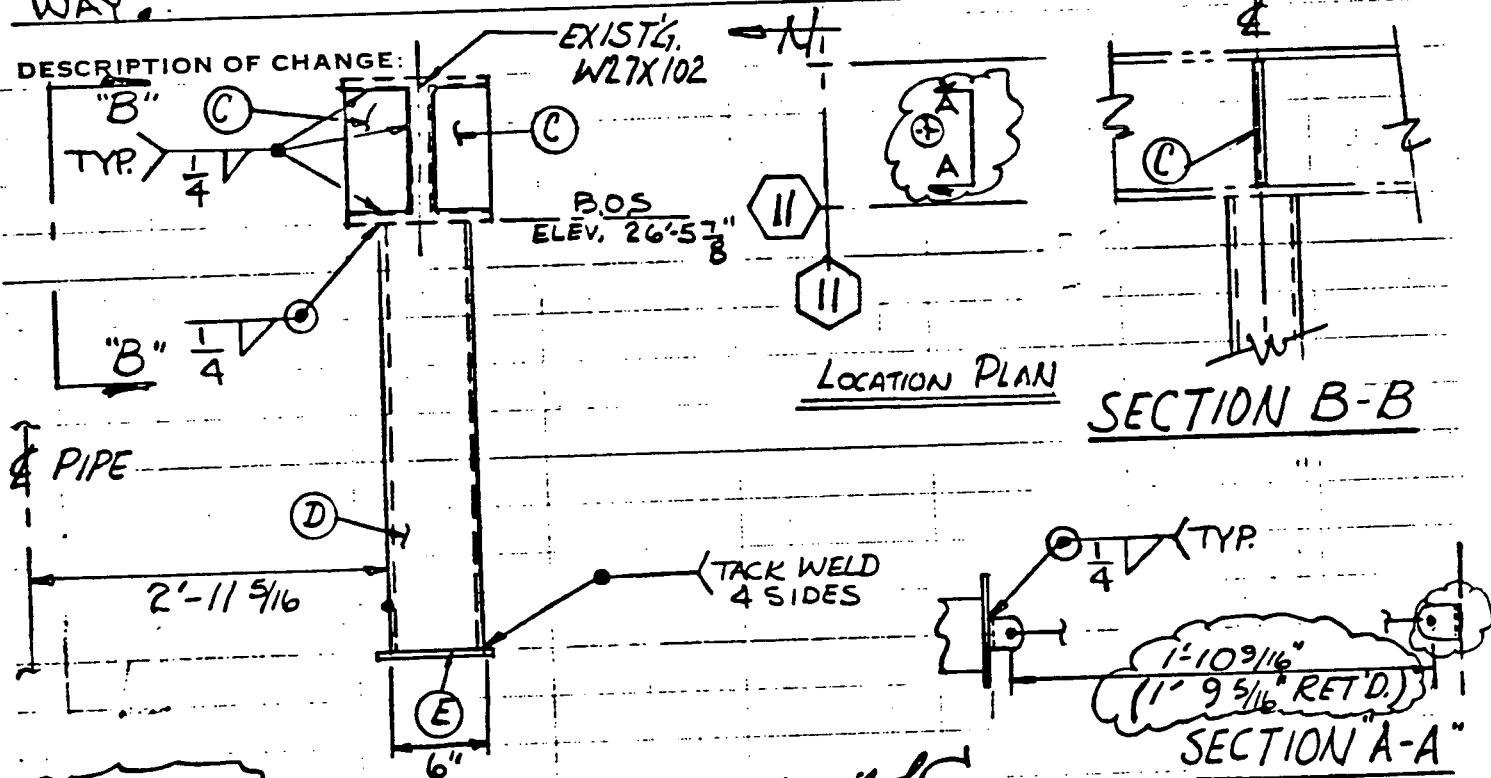 WAY.
DESCRIPTION OF CHANGE:
EXIST'G.
W27X102
N
"B"
C
C
TYP.
1/4
B.O.S
ELEV. 26'-5 7/8"
"B"
1/4
11
11
A
A
LOCATION PLAN
℄
C
SECTION B-B
℄ PIPE
D
2'-11 5/16
TACK WELD
4 SIDES
E
6"
TYP.
1/4
1'-10 9/16"
(1' 9 5/16" RET'D.)
SECTION "A-A"